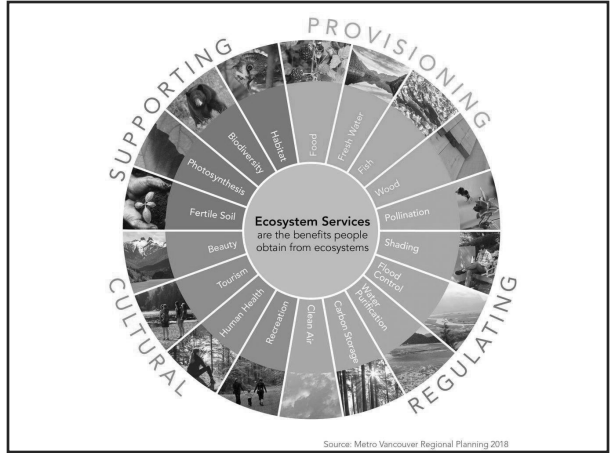 PROVISIONING
SUPPORTING
CULTURAL
REGULATING
Food
Fresh Water
Fish
Wood
Pollination
Shading
Flood
Control
Water
Purification
Carbon Storage
Clean Air
Recreation
Human Health
Tourism
Beauty
Fertile Soil
Photosynthesis
Biodiversity
Habitat
Ecosystem Services
are the benefits people
obtain from ecosystems
Source: Metro Vancouver Regional Planning 2018